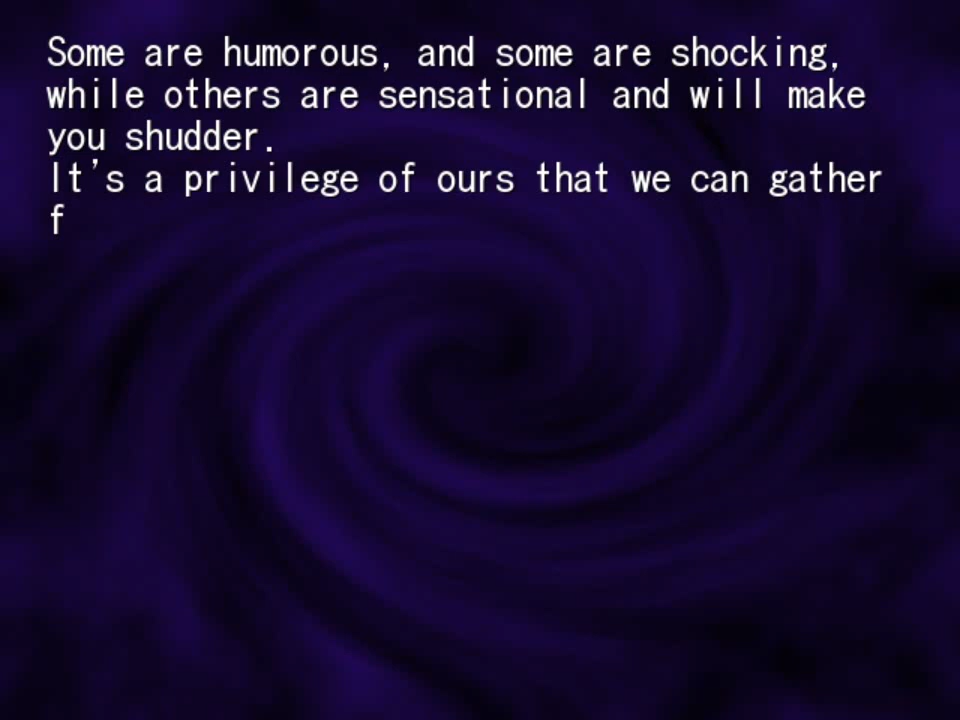 Some are humorous, and some are shocking,
while others are sensational and will make
you shudder.
It's a privilege of ours that we can gather
f